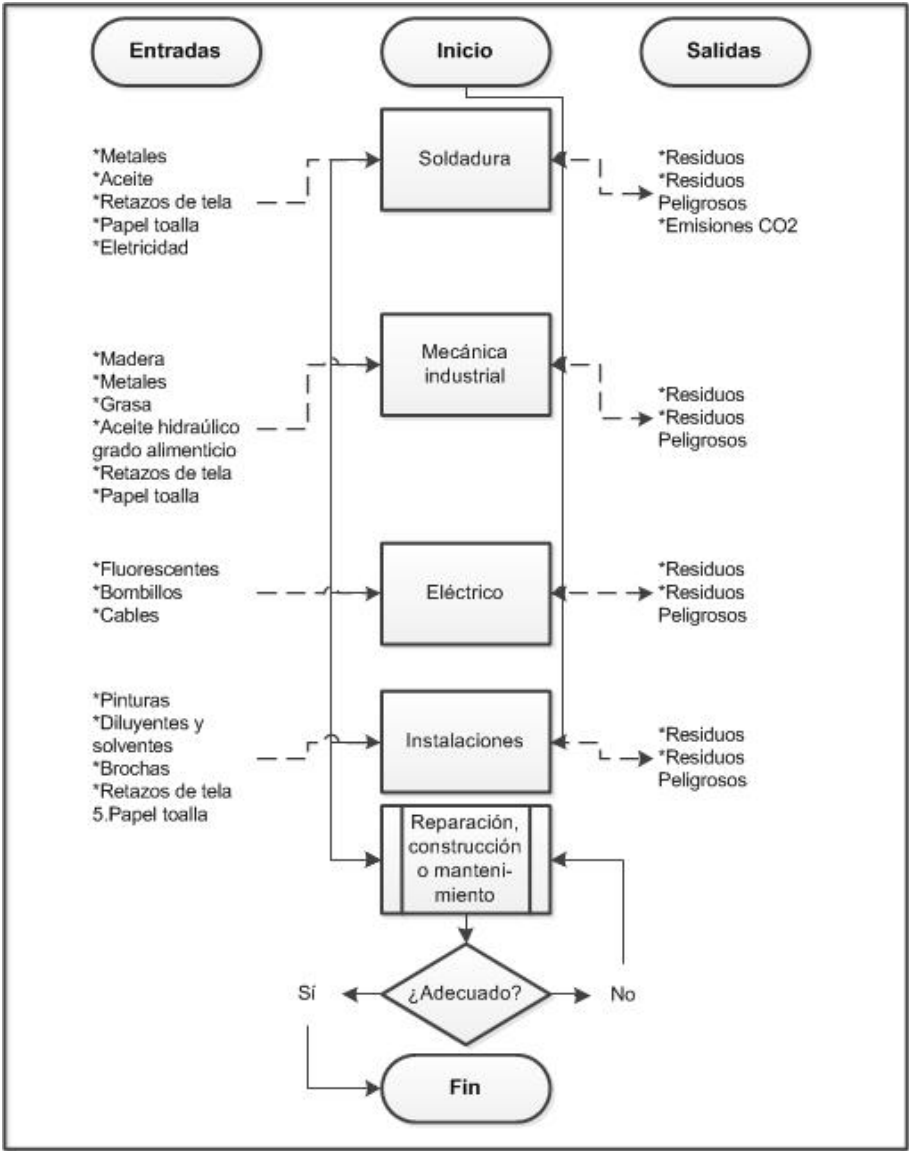 Entradas
Inicio
Salidas
*Metales
*Aceite
*Retazos de tela
*Papel toalla
*Eletricidad
Soldadura
*Residuos
*Residuos
Peligrosos
*Emisiones CO2
*Madera
*Metales
*Grasa
*Aceite hidraúlico
grado alimenticio
*Retazos de tela
*Papel toalla
Mecánica
industrial
*Residuos
*Residuos
Peligrosos
*Fluorescentes
*Bombillos
*Cables
Eléctrico
*Residuos
*Residuos
Peligrosos
*Pinturas
*Diluyentes y
solventes
*Brochas
*Retazos de tela
5.Papel toalla
Instalaciones
*Residuos
*Residuos
Peligrosos
Reparación,
construcción
o manteni-
miento
Sí
¿Adecuado?
No
Fin